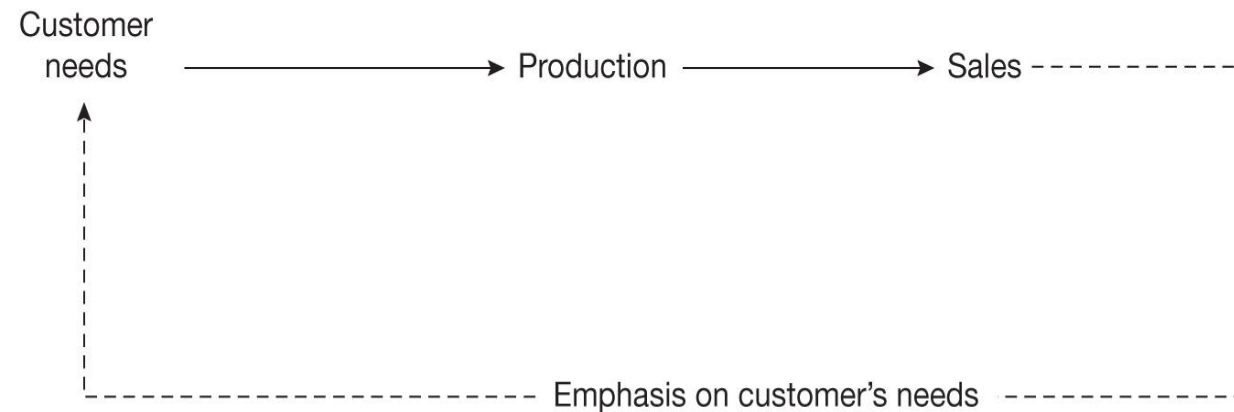 Customer
needs
Production
Sales
Emphasis on customer’s needs